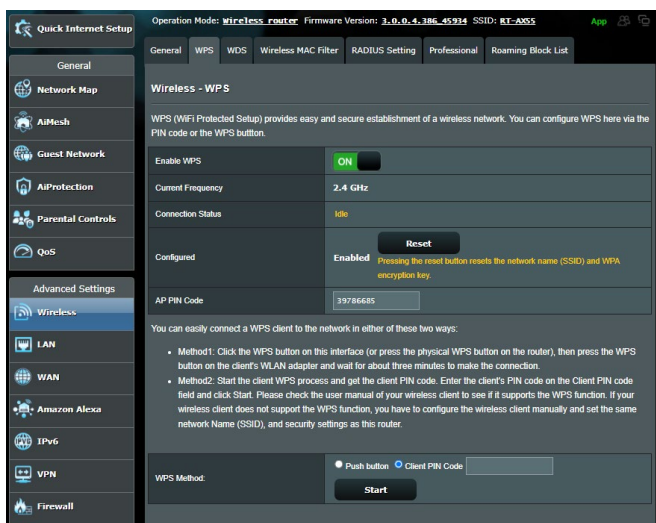 Quick Internet Setup
Operation Mode: Wireless router Firmware Version: 3.0.0.4.386_45934 SSID: RT-AX55
App
General WPS WDS Wireless MAC Filter RADIUS Setting Professional Roaming Block List
General
Network Map
AiMesh
Guest Network
AiProtection
Parental Controls
QoS
Advanced Settings
Wireless
LAN
WAN
Amazon Alexa
IPv6
VPN
Firewall
Wireless - WPS
WPS (WiFi Protected Setup) provides easy and secure establishment of a wireless network. You can configure WPS here via the
PIN code or the WPS buttton.
Enable WPS ON
Current Frequency 2.4 GHz
Connection Status Idle
Configured Enabled Reset
Pressing the reset button resets the network name (SSID) and WPA
encryption key.
AP PIN Code 39786685
You can easily connect a WPS client to the network in either of these two ways:
• Method1: Click the WPS button on this interface (or press the physical WPS button on the router), then press the WPS
button on the client's WLAN adapter and wait for about three minutes to make the connection.
• Method2: Start the client WPS process and get the client PIN code. Enter the client's PIN code on the Client PIN code
field and click Start. Please check the user manual of your wireless client to see if it supports the WPS function. If your
wireless client does not support the WPS function, you have to configure the wireless client manually and set the same
network Name (SSID), and security settings as this router.
WPS Method: Push button Client PIN Code
Start